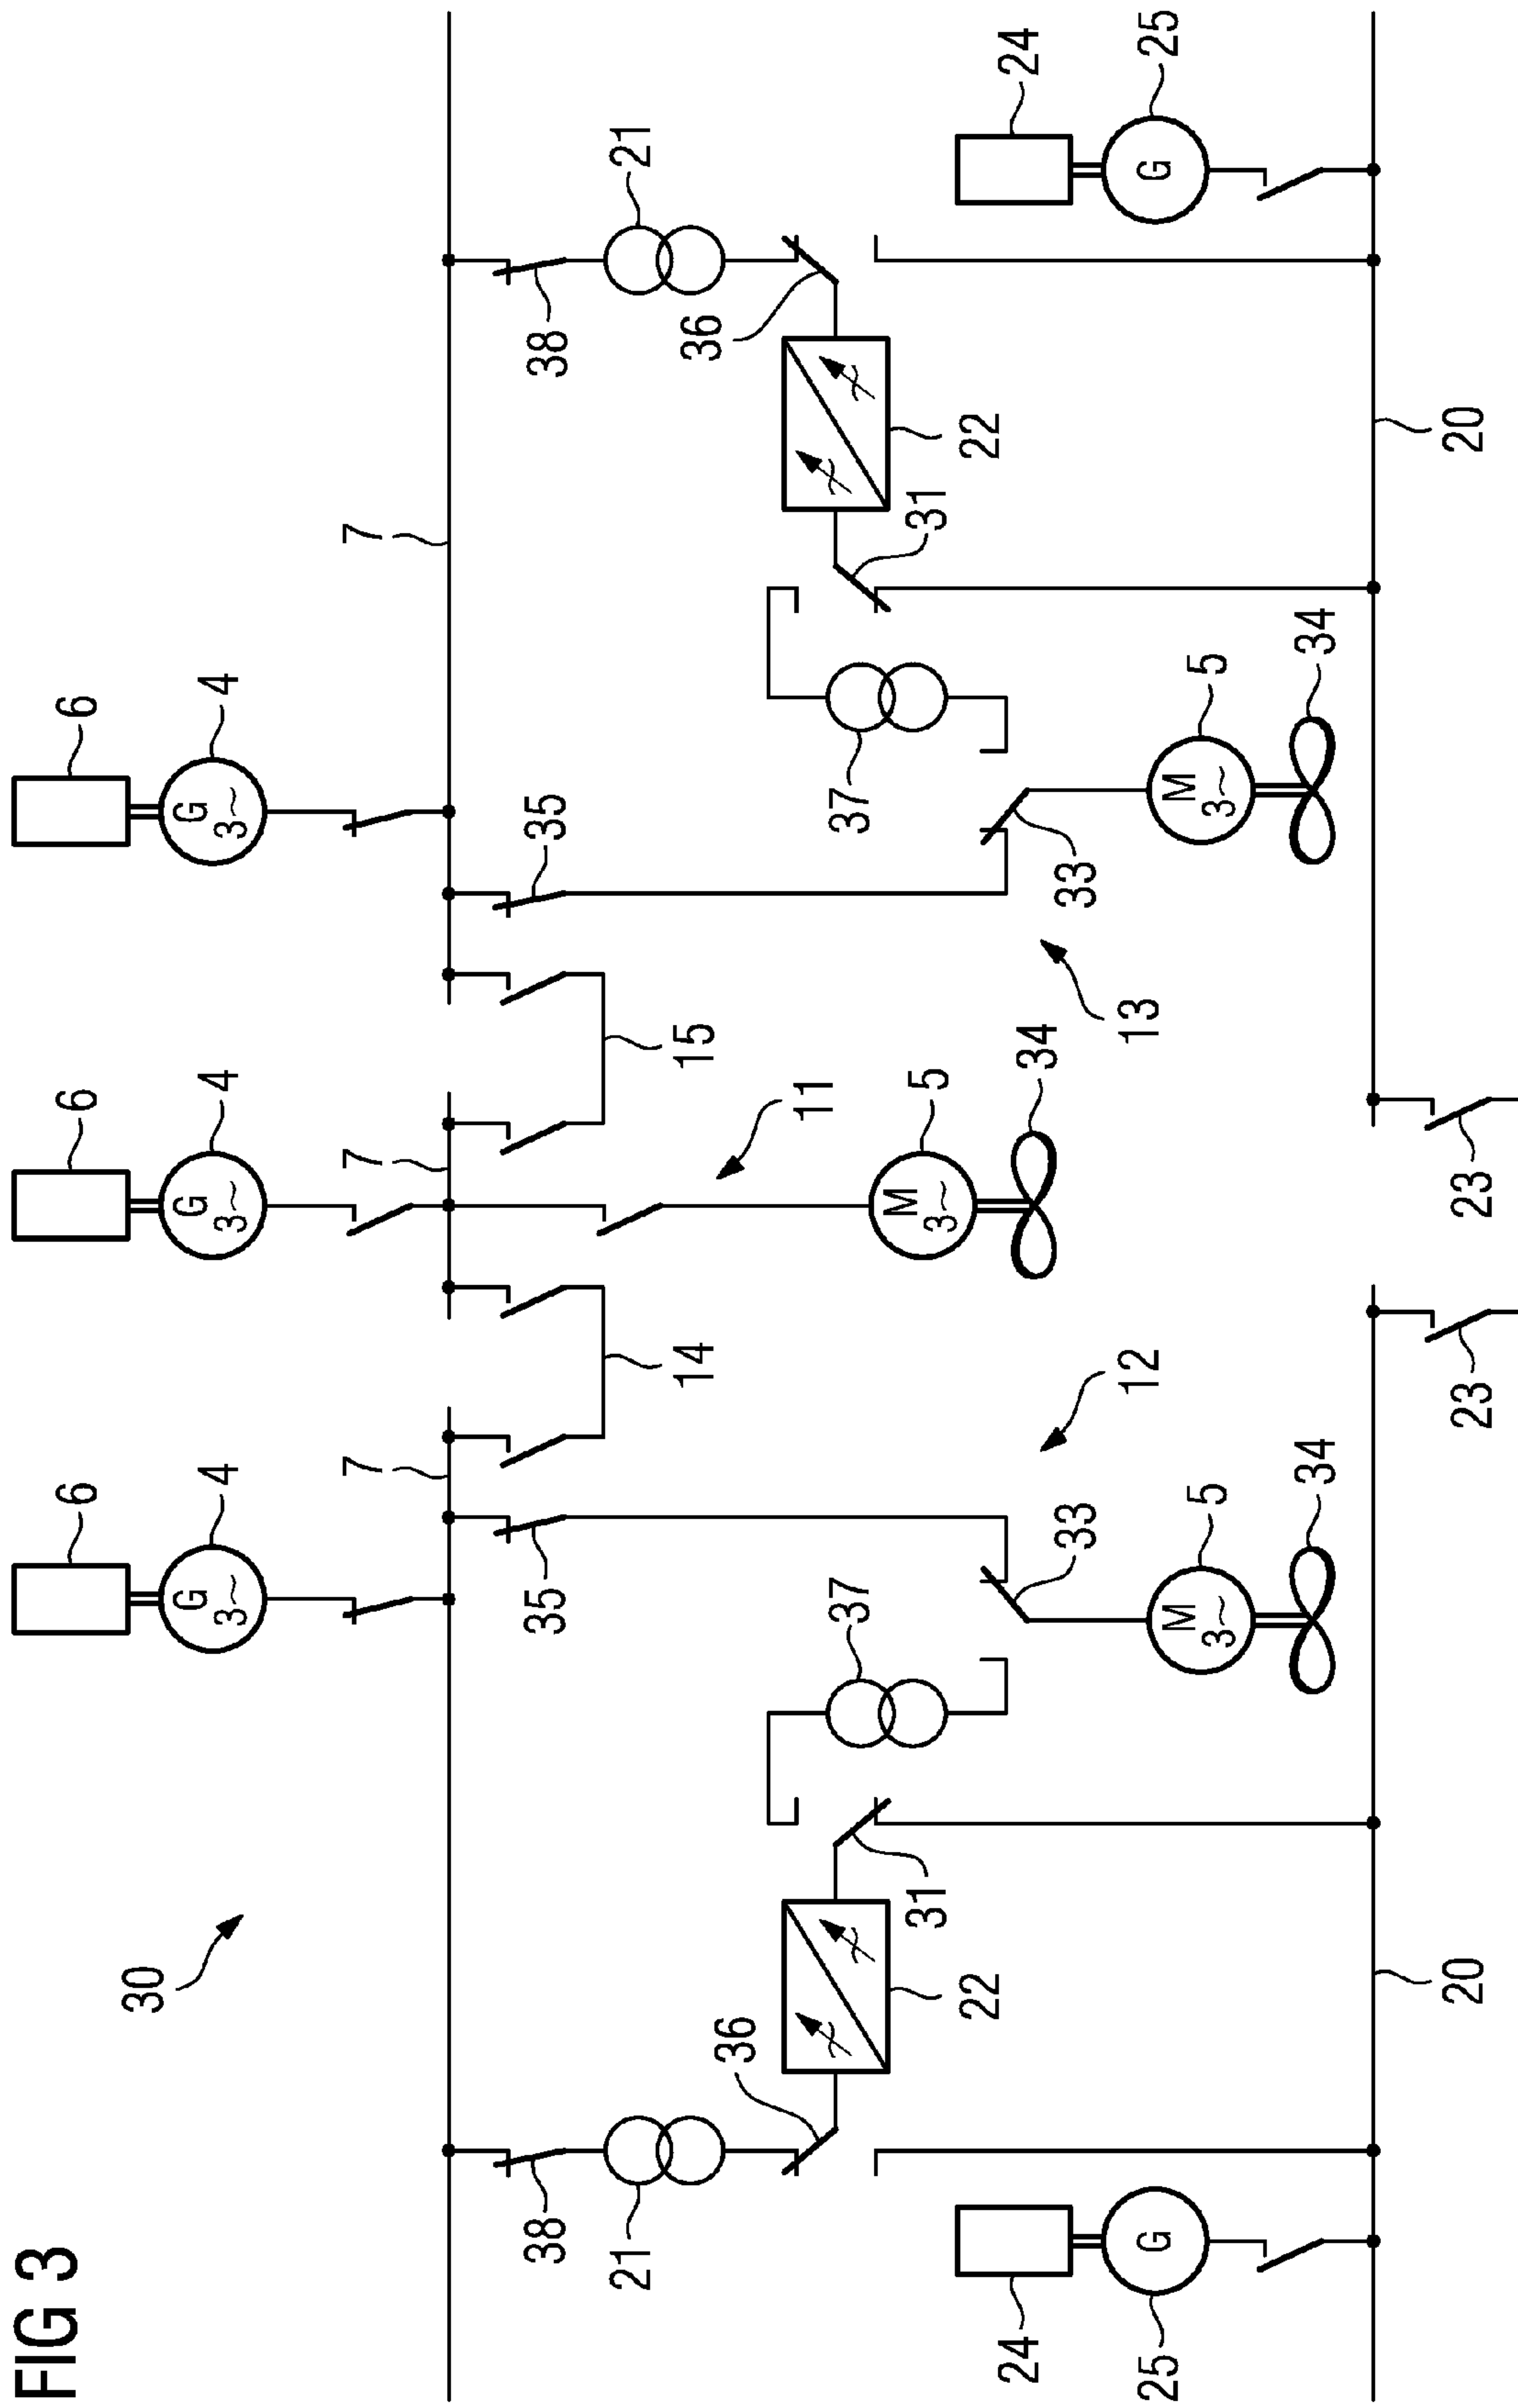 FIG 3
6 6 6
30
G G G
4 4 4
3~ 3~ 3~
7 7 7
38 35 35 38
21 21
14 15
36 36
11
37 37
M
3~
5
31 31
22 22
24 34 24
33 33
12 13
25 G G 25
M M
3~ 3~
5 5
34 34
20 23 23 20